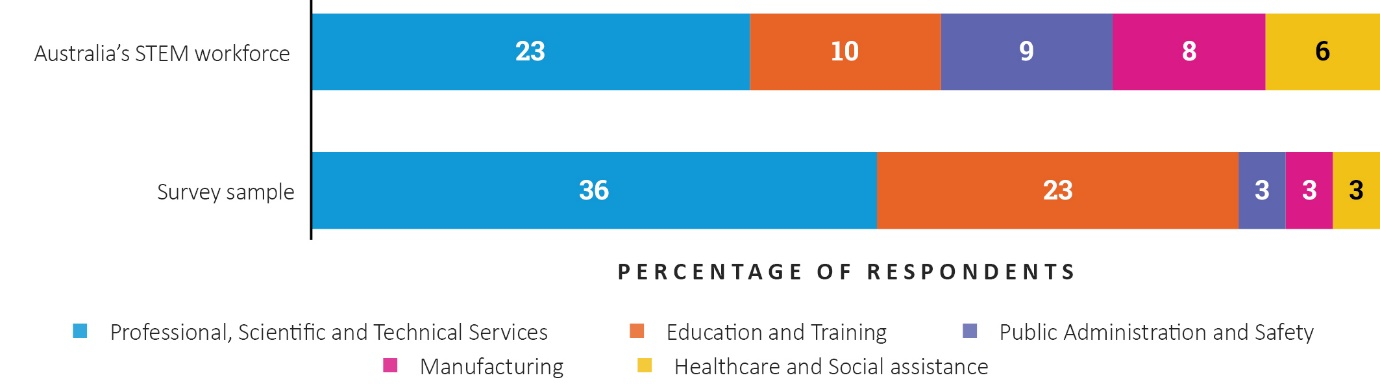 Australia's STEM workforce 23 10 9 8 6
Survey sample 36 23 3 3 3
PERCENTAGE OF RESPONDENTS
Professional, Scientific and Technical Services Education and Training Public Administration and Safety
Manufacturing Healthcare and Social assistance